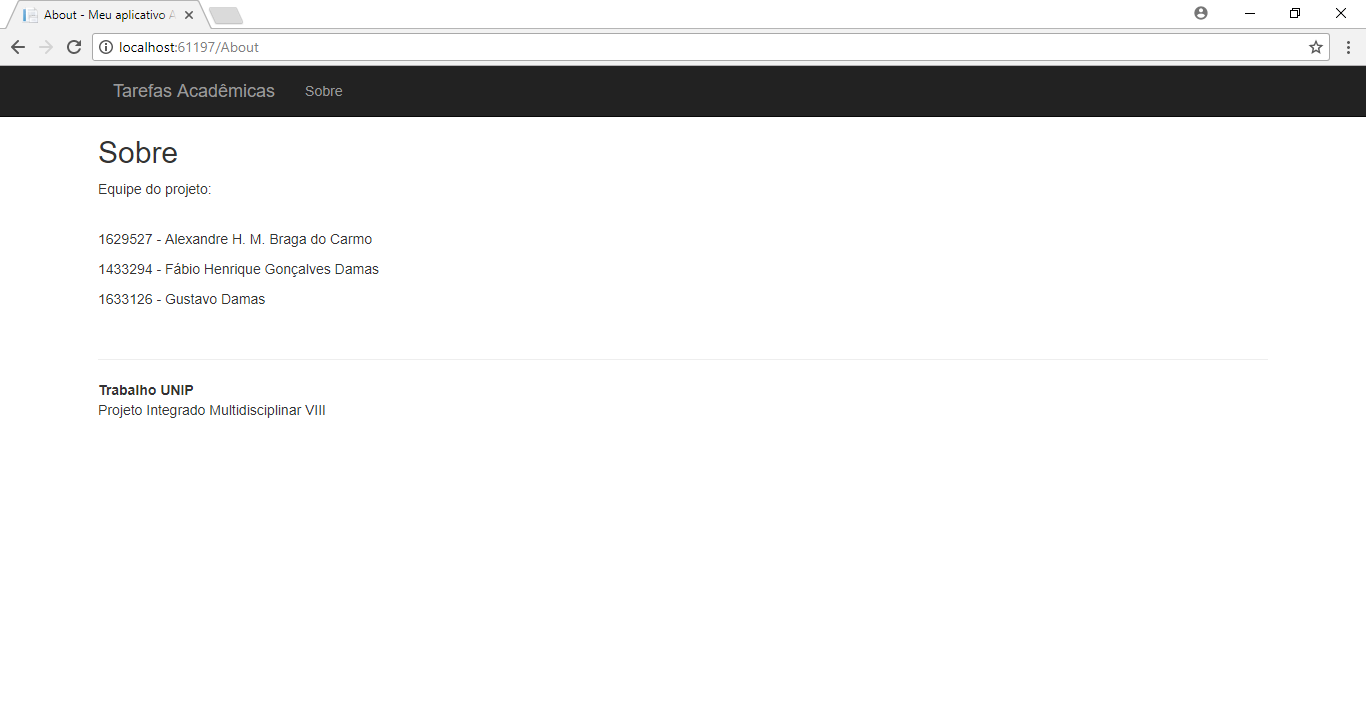 About - Meu aplicativo A
localhost:61197/About
Tarefas Acadêmicas Sobre
Sobre
Equipe do projeto:
1629527 - Alexandre H. M. Braga do Carmo
1433294 - Fábio Henrique Gonçalves Damas
1633126 - Gustavo Damas
Trabalho UNIP
Projeto Integrado Multidisciplinar VIII